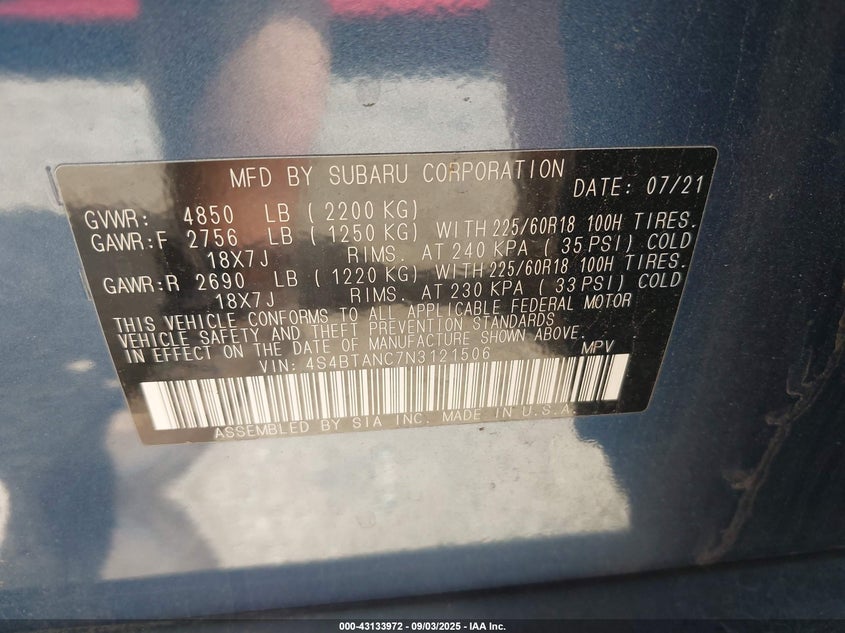 MFD BY SUBARU CORPORATION DATE: 07/21
GVWR: 4850 LB (2200 KG)
GAWR:F 2756 LB (1250 KG) WITH 225/60R18 100H TIRES.
18X7J RIMS. AT 240 KPA (35 PSI) COLD
GAWR:R 2690 LB (1220 KG) WITH 225/60R18 100H TIRES.
18X7J RIMS. AT 230 KPA (33 PSI) COLD
THIS VEHICLE CONFORMS TO ALL APPLICABLE FEDERAL MOTOR
VEHICLE SAFETY AND THEFT PREVENTION STANDARDS
IN EFFECT ON THE DATE OF MANUFACTURE SHOWN ABOVE.
VIN: 4S4BTANC7N3121506 MPV
ASSEMBLED BY SIA INC. MADE IN U.S.A.
000-43133972 - 09/03/2025 - IAA Inc.